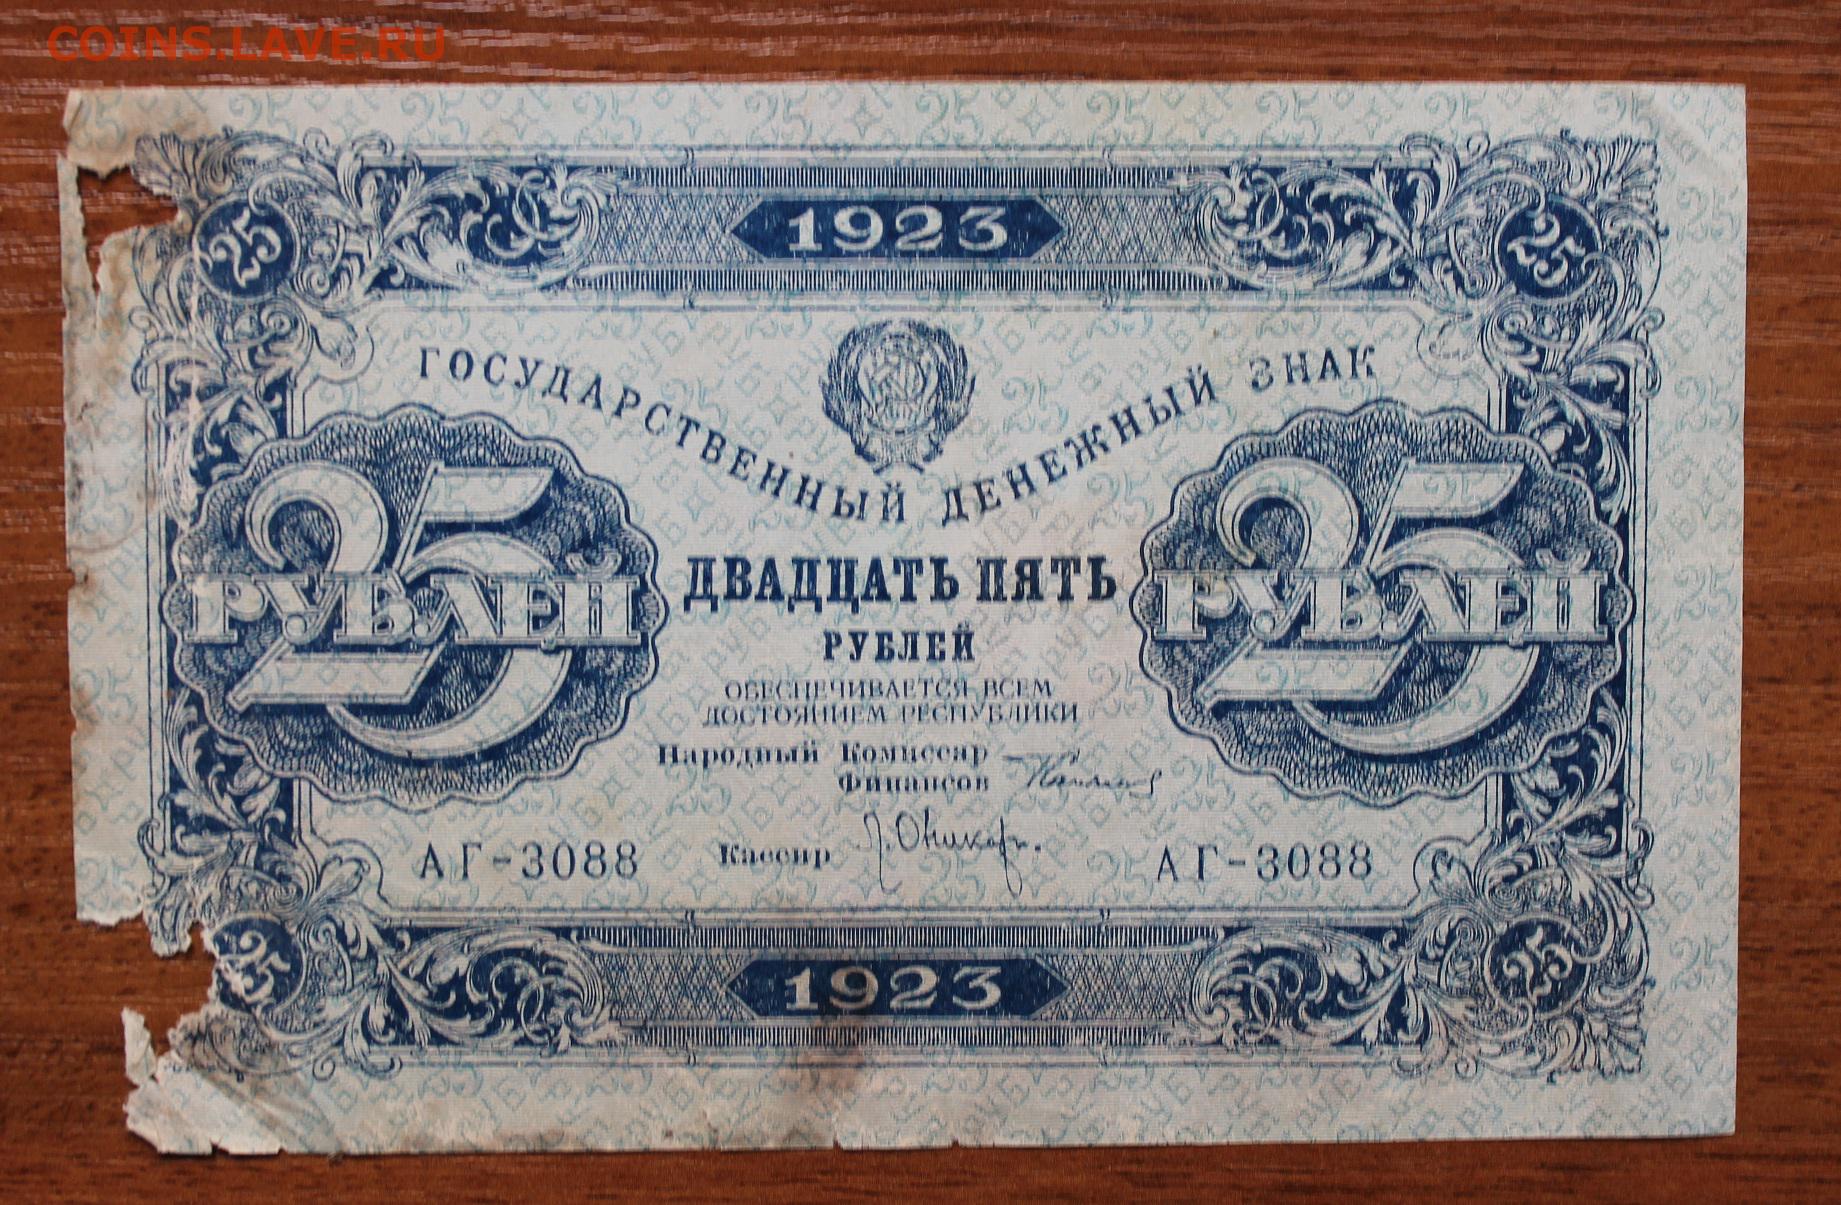 COINS.LAVE.RU
25 1923 25
ГОСУДАРСТВЕННЫЙ ДЕНЕЖНЫЙ ЗНАК
25 РУБЛЕЙ
25 РУБЛЕЙ
ДВАДЦАТЬ ПЯТЬ
РУБЛЕЙ
ОБЕСПЕЧИВАЕТСЯ ВСЕМ
ДОСТОЯНИЕМ РЕСПУБЛИКИ
Народный Комиссар
Финансов
АГ-3088 Кассир АГ-3088
25 1923 25